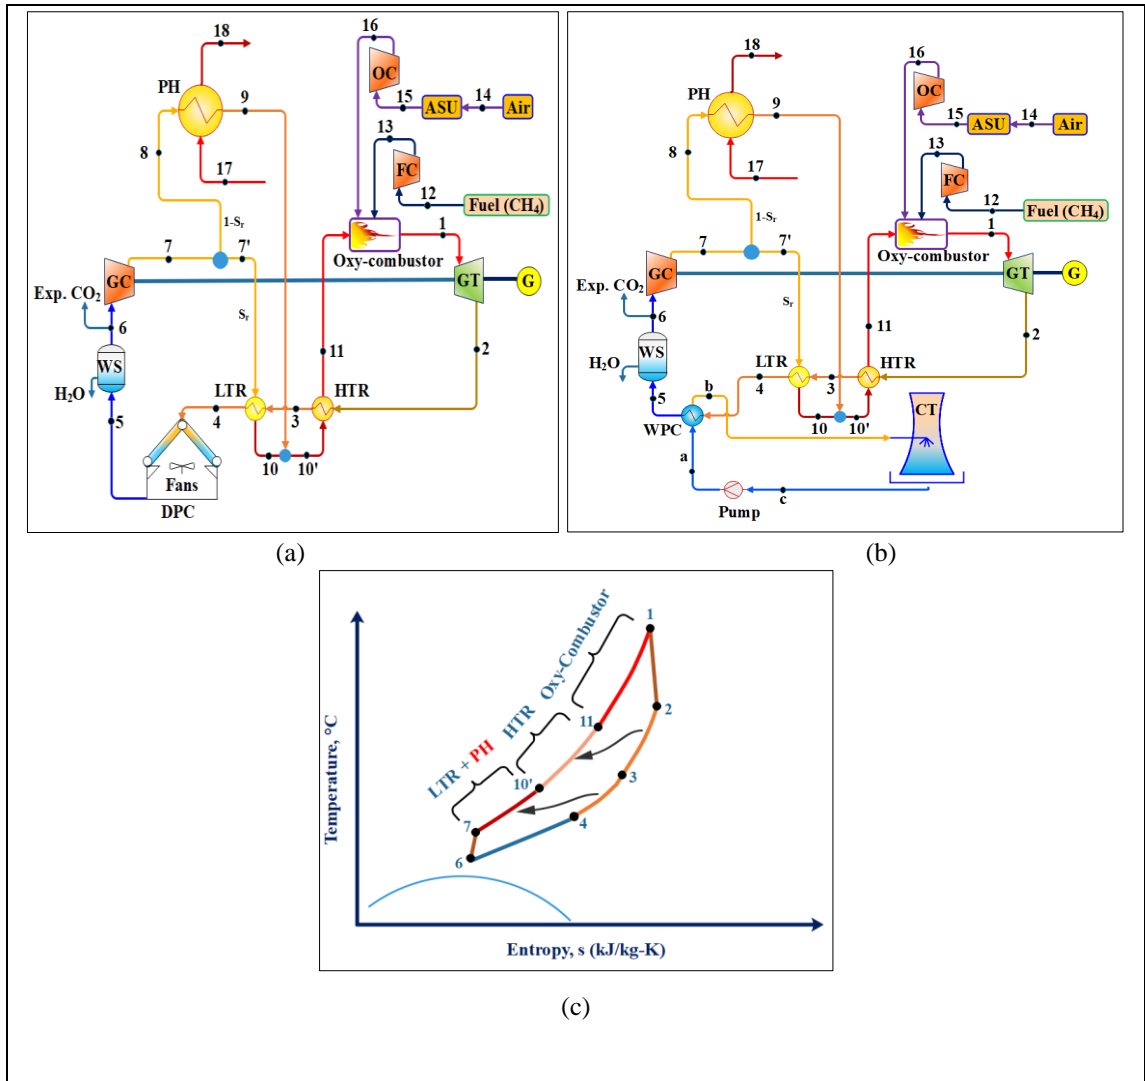 18
PH
9
8
17
1-Sr
16
OC
15
ASU
14
Air
13
FC
12
Fuel (CH4)
1
Oxy-combustor
7
7'
GC
GT
G
Exp. CO2
6
Sr
11
2
WS
H2O
LTR
HTR
4
3
5
10
10'
Fans
DPC
(a)
18
PH
9
8
17
1-Sr
16
OC
15
ASU
14
Air
13
FC
12
Fuel (CH4)
1
Oxy-combustor
7
7'
GC
GT
G
Exp. CO2
6
Sr
11
2
WS
H2O
LTR
HTR
b
4
3
5
WPC
10
10'
CT
a
Pump
c
(b)
Temperature, °C
LTR + PH
HTR
Oxy-Combustor
1
2
11
3
10'
4
7
6
Entropy, s (kJ/kg-K)
(c)